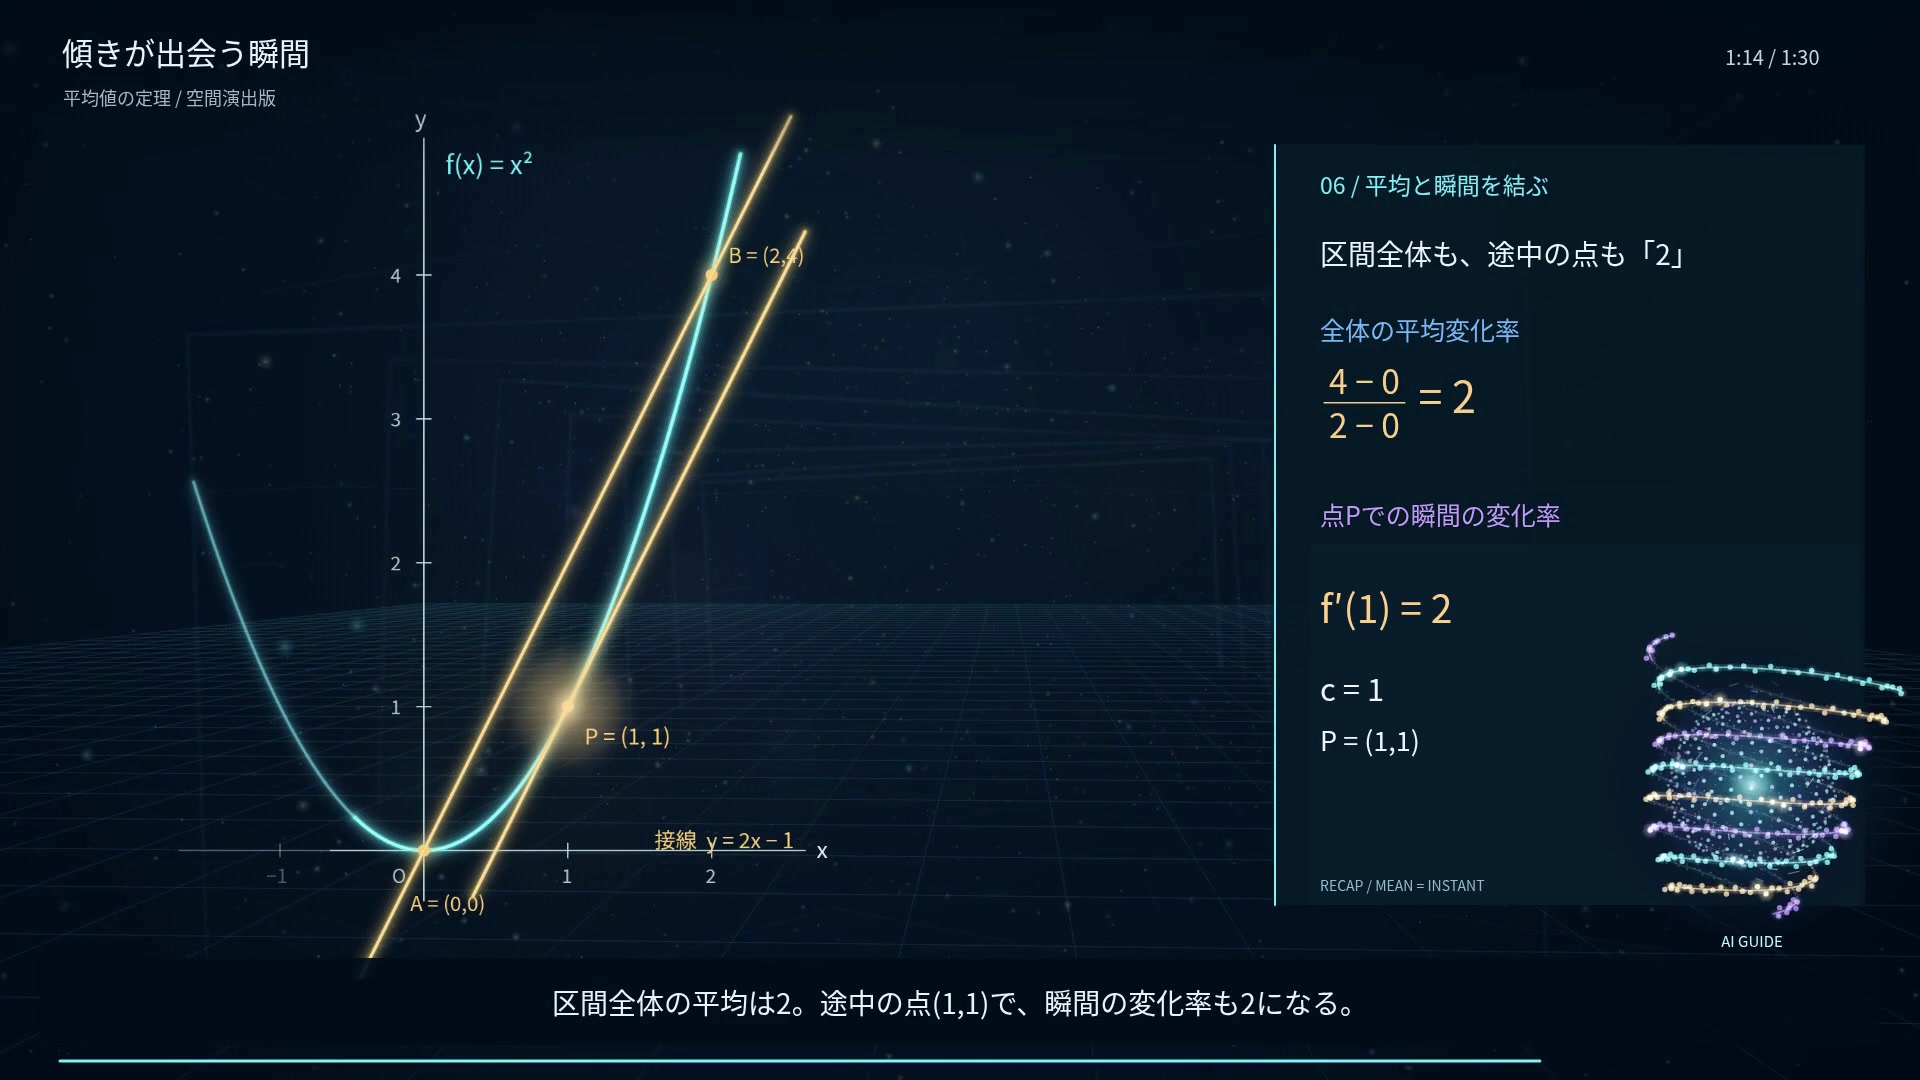 傾きが出会う瞬間
平均値の定理 / 空間演出版
1:14 / 1:30
y
f(x) = x²
B = (2,4)
4
3
2
1
P = (1, 1)
接線 y = 2x − 1
x
−1
O
1
2
A = (0,0)
06 / 平均と瞬間を結ぶ
区間全体も、途中の点も「2」
全体の平均変化率
4 − 0
2 − 0
= 2
点Pでの瞬間の変化率
f′(1) = 2
c = 1
P = (1,1)
RECAP / MEAN = INSTANT
AI GUIDE
区間全体の平均は2。途中の点(1,1)で、瞬間の変化率も2になる。